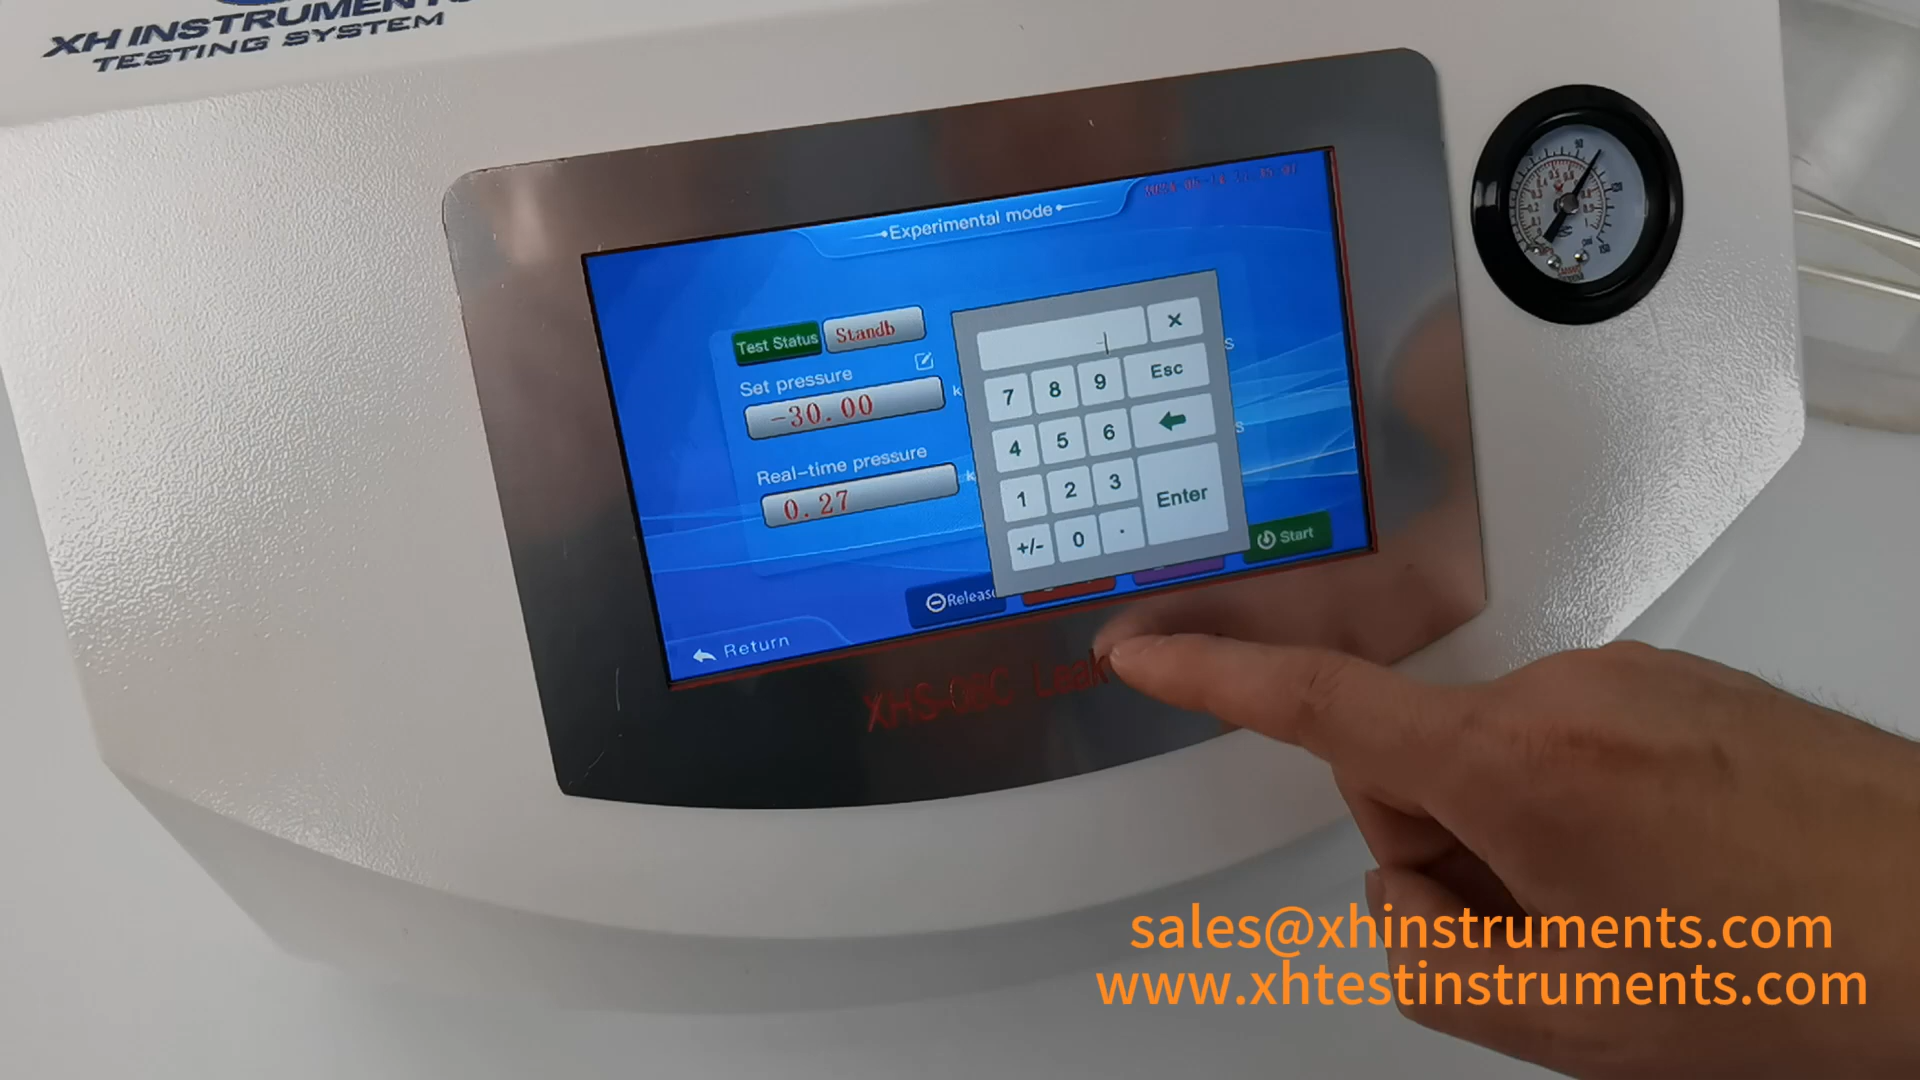 XH INSTRUMENTS
TESTING SYSTEM
Experimental mode
Test Status
Standb
Set pressure
-30.00
k
Real-time pressure
0.27
k
-
×
7 8 9 Esc
4 5 6
1 2 3 Enter
+/- 0 .
s
s
Release
Start
Return
XHS-08C Leak
sales@xhinstruments.com
www.xhtestinstruments.com